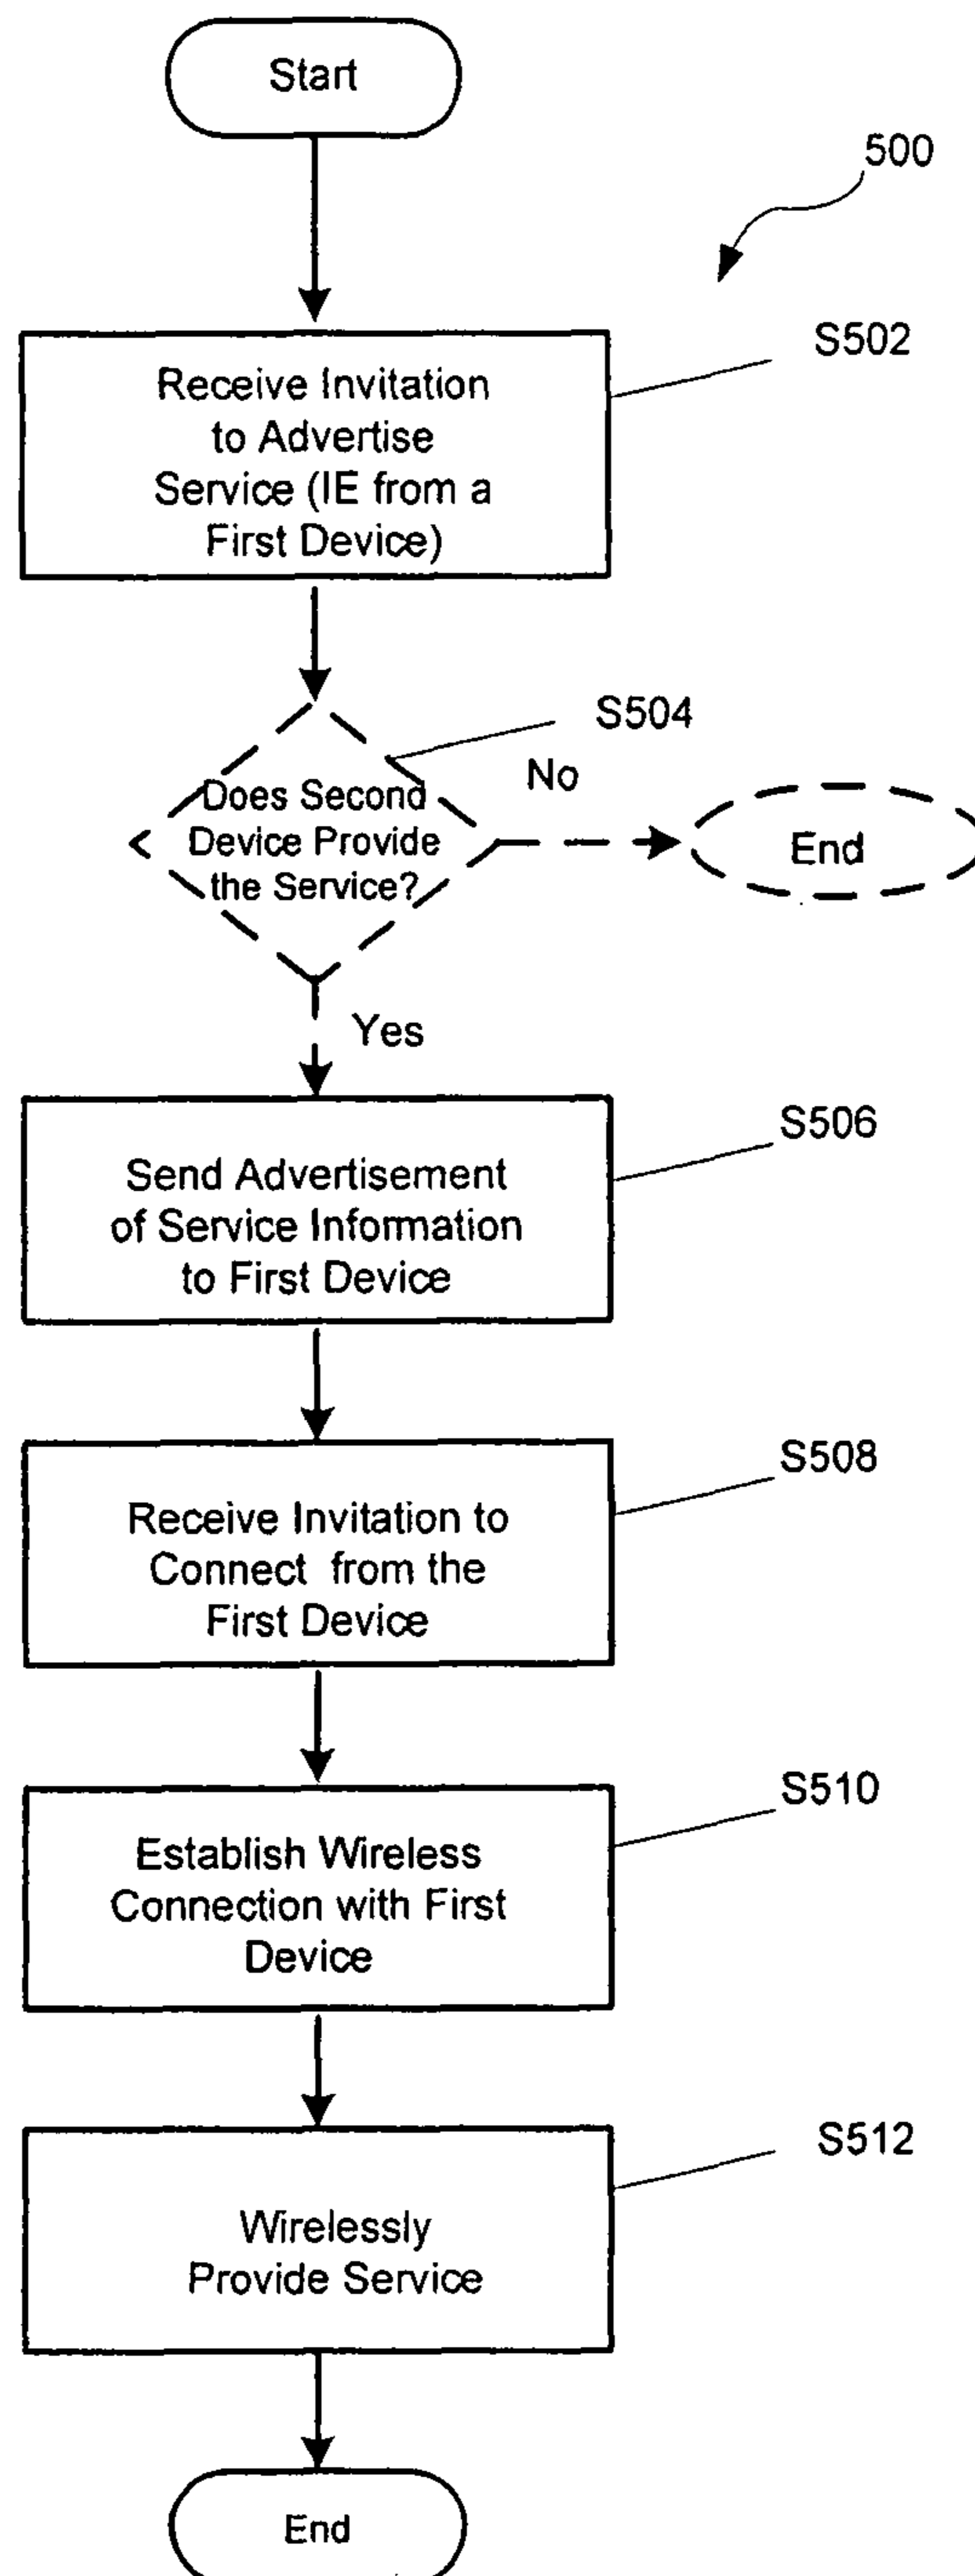 Start
500
S502
Receive Invitation
to Advertise
Service (IE from a
First Device)
S504
No
Does Second
Device Provide
the Service?
End
Yes
S506
Send Advertisement
of Service Information
to First Device
S508
Receive Invitation to
Connect from the
First Device
S510
Establish Wireless
Connection with First
Device
S512
Wirelessly
Provide Service
End